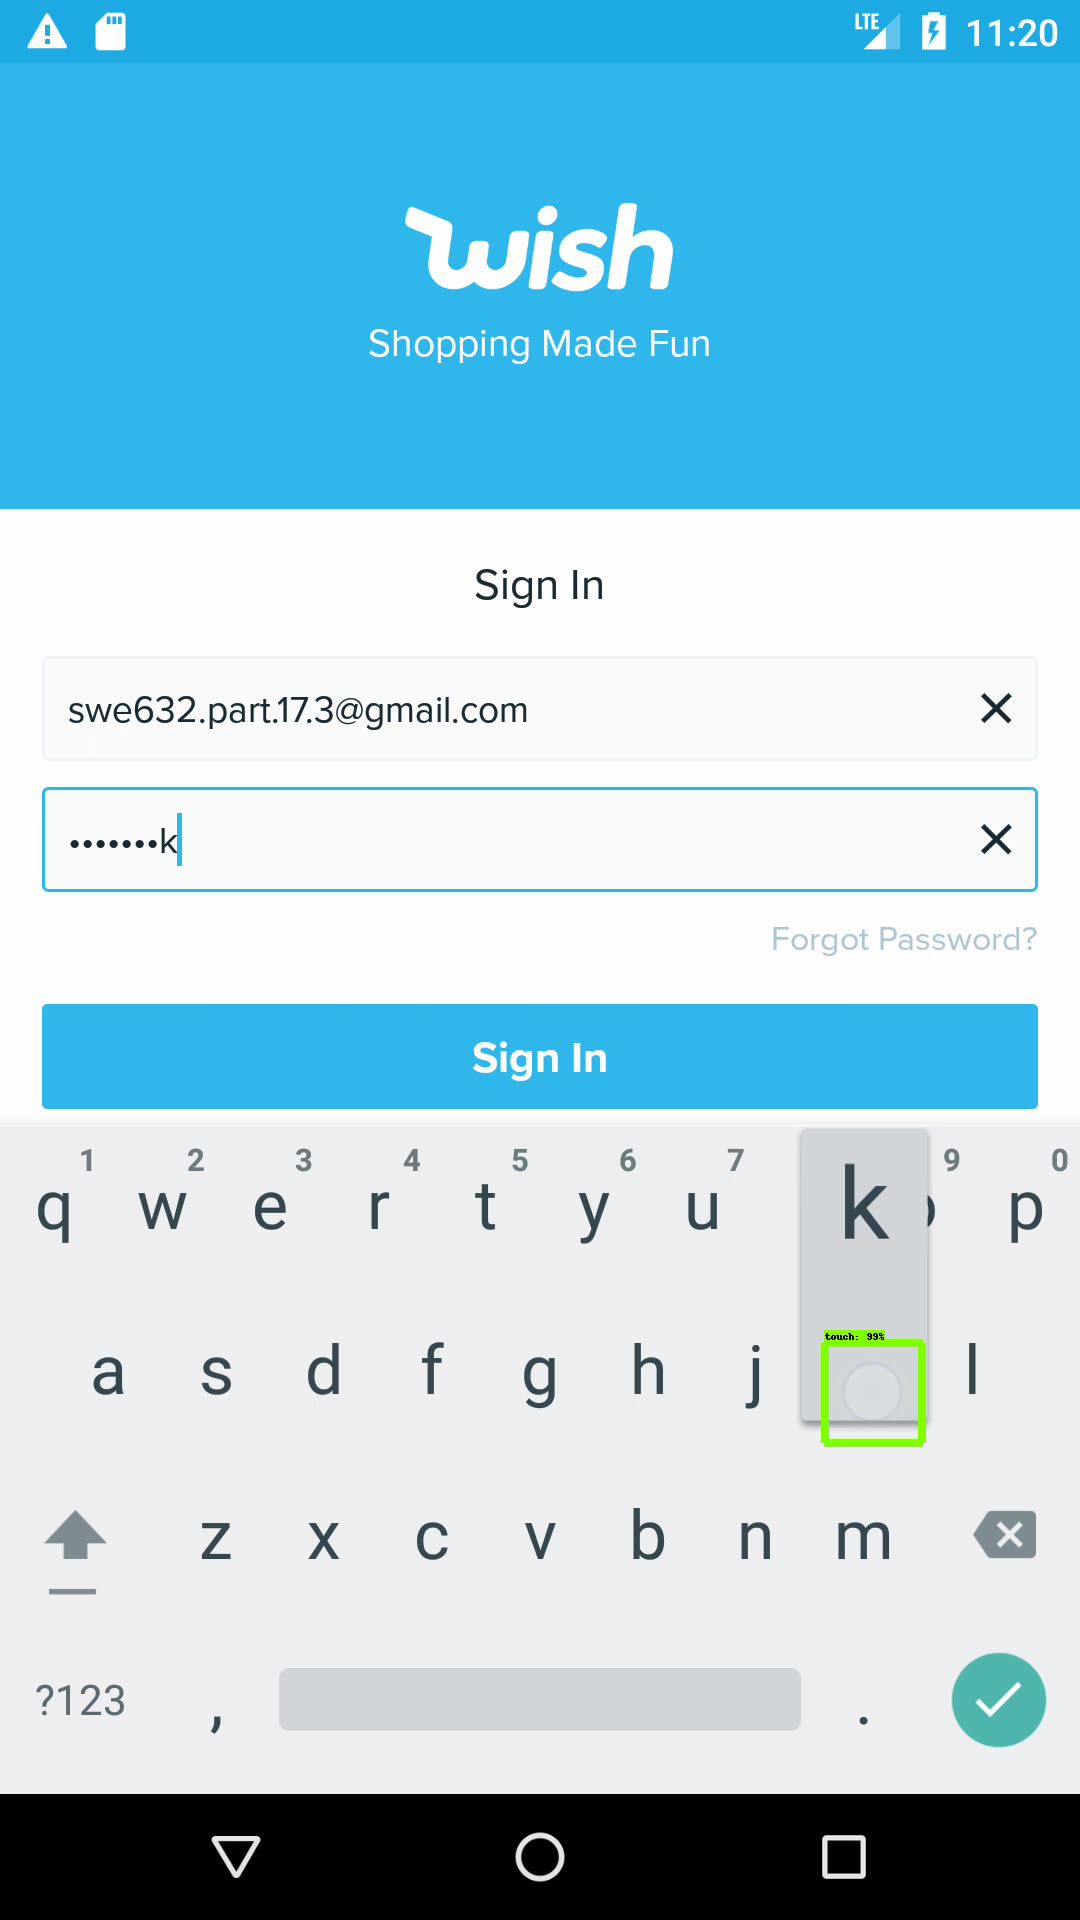 LTE 11:20
wish
Shopping Made Fun
Sign In
swe632.part.17.3@gmail.com
•••••••k
Forgot Password?
Sign In
1 2 3 4 5 6 7 9 0
q w e r t y u k p
touch: 99%
a s d f g h j l
z x c v b n m
?123 , .